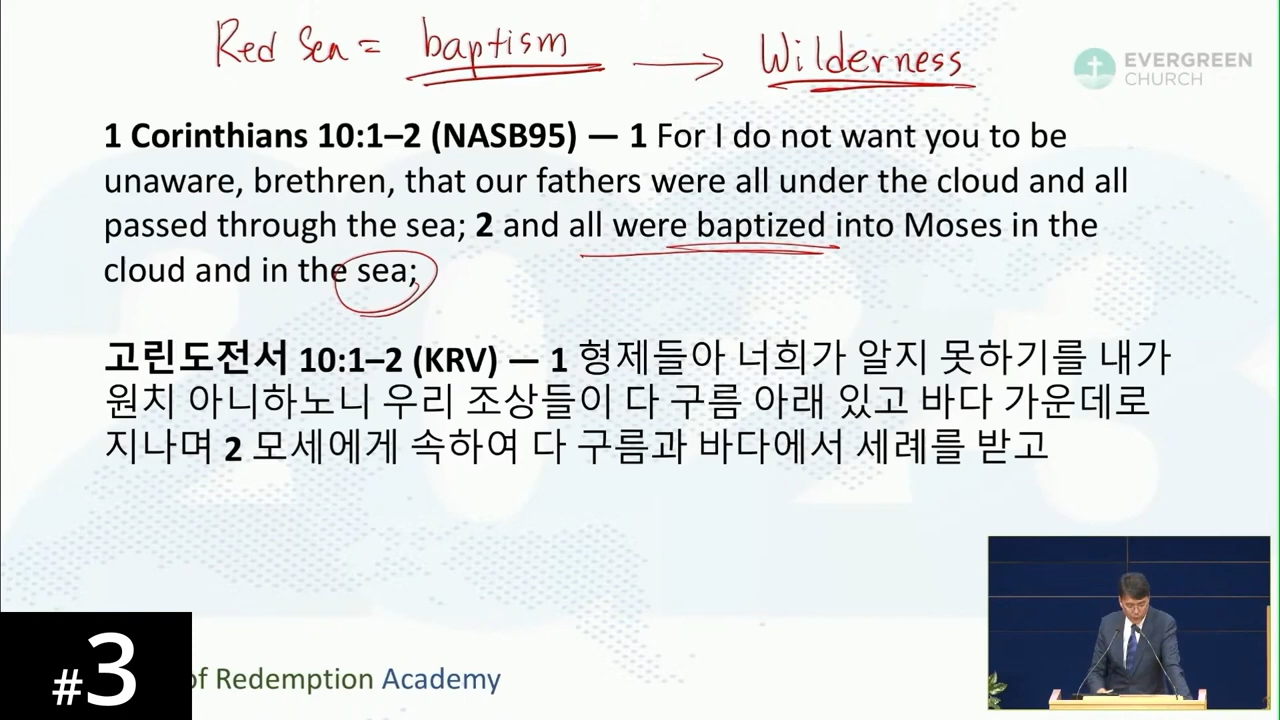 Red Sea = baptism → Wilderness
EVERGREEN
CHURCH
1 Corinthians 10:1–2 (NASB95) — 1 For I do not want you to be
unaware, brethren, that our fathers were all under the cloud and all
passed through the sea; 2 and all were baptized into Moses in the
cloud and in the sea;
고린도전서 10:1–2 (KRV) — 1 형제들아 너희가 알지 못하기를 내가
원치 아니하노니 우리 조상들이 다 구름 아래 있고 바다 가운데로
지나며 2 모세에게 속하여 다 구름과 바다에서 세례를 받고
#3
of Redemption Academy